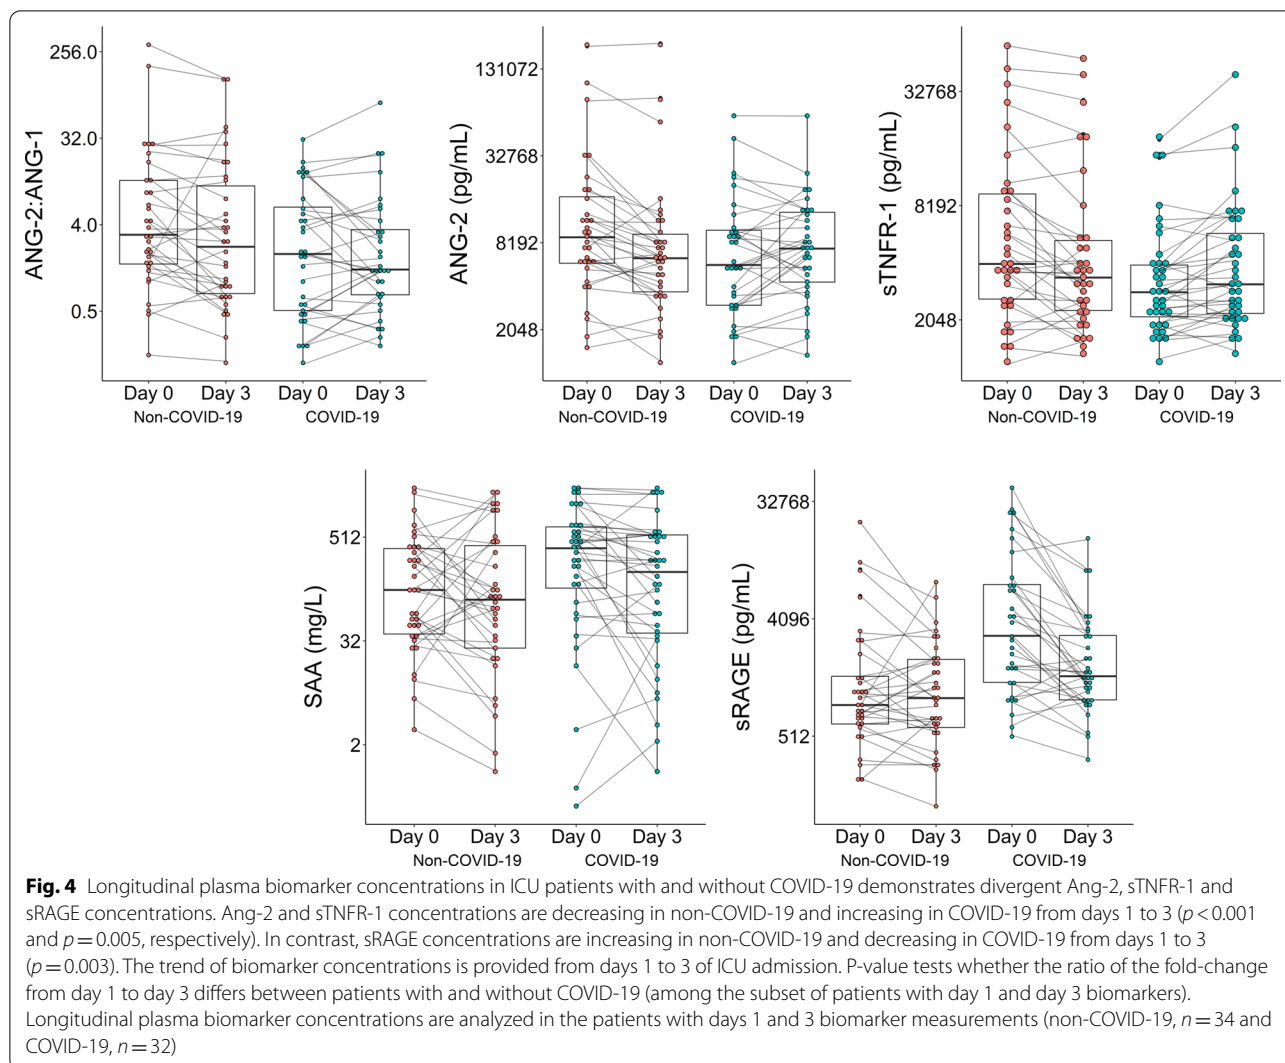 256.0
32.0
4.0
0.5
ANG-2:ANG-1
Day 0 Day 3 Day 0 Day 3
Non-COVID-19 COVID-19
131072
32768
8192
2048
ANG-2 (pg/mL)
Day 0 Day 3 Day 0 Day 3
Non-COVID-19 COVID-19
32768
8192
2048
sTNFR-1 (pg/mL)
Day 0 Day 3 Day 0 Day 3
Non-COVID-19 COVID-19
512
32
2
SAA (mg/L)
Day 0 Day 3 Day 0 Day 3
Non-COVID-19 COVID-19
32768
4096
512
sRAGE (pg/mL)
Day 0 Day 3 Day 0 Day 3
Non-COVID-19 COVID-19
Fig. 4 Longitudinal plasma biomarker concentrations in ICU patients with and without COVID-19 demonstrates divergent Ang-2, sTNFR-1 and
sRAGE concentrations. Ang-2 and sTNFR-1 concentrations are decreasing in non-COVID-19 and increasing in COVID-19 from days 1 to 3 (p < 0.001
and p = 0.005, respectively). In contrast, sRAGE concentrations are increasing in non-COVID-19 and decreasing in COVID-19 from days 1 to 3
(p = 0.003). The trend of biomarker concentrations is provided from days 1 to 3 of ICU admission. P-value tests whether the ratio of the fold-change
from day 1 to day 3 differs between patients with and without COVID-19 (among the subset of patients with day 1 and day 3 biomarkers).
Longitudinal plasma biomarker concentrations are analyzed in the patients with days 1 and 3 biomarker measurements (non-COVID-19, n = 34 and
COVID-19, n = 32)